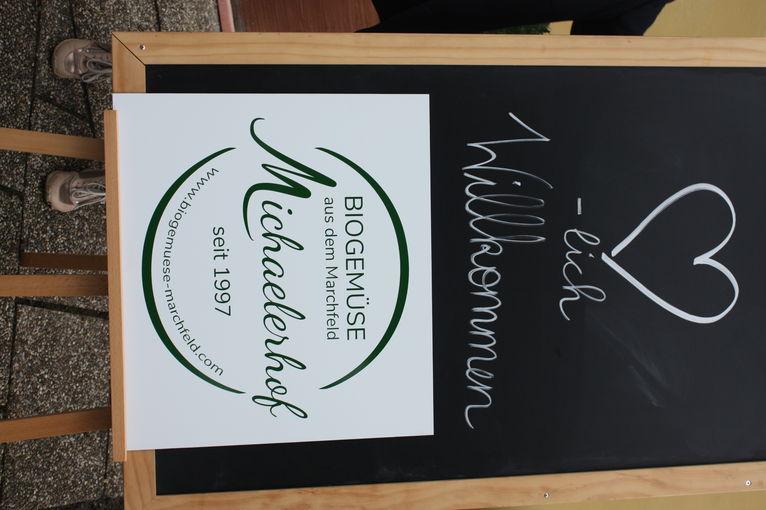 -lich
Willkommen
BIOGEMÜSE
aus dem Marchfeld
Michaelerhof
seit 1997
www.biogemuese-marchfeld.com